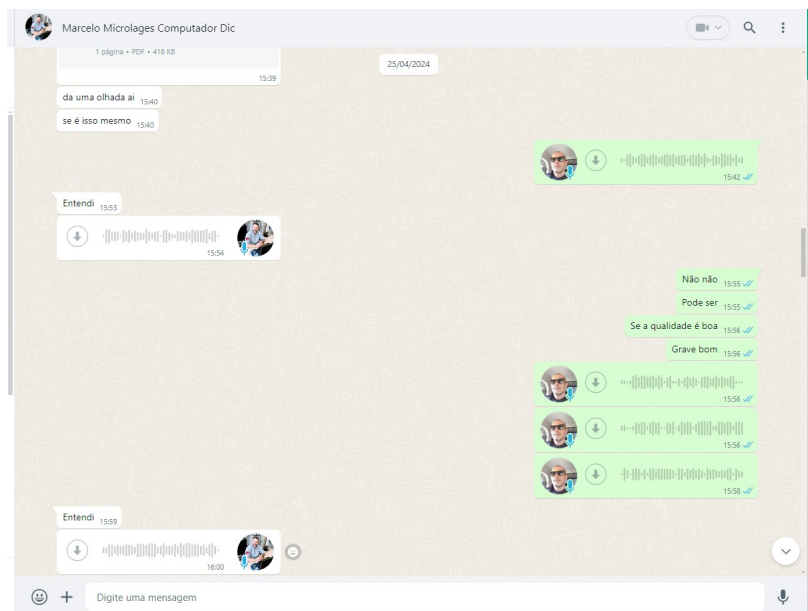 Marcelo Microlages Computador Dic
1 página • PDF • 418 KB
15:39
25/04/2024
da uma olhada ai 15:40
se é isso mesmo 15:40
15:42
Entendi 15:53
15:54
Não não 15:55
Pode ser 15:55
Se a qualidade é boa 15:56
Grave bom 15:56
15:56
15:56
15:58
Entendi 15:59
16:00
Digite uma mensagem